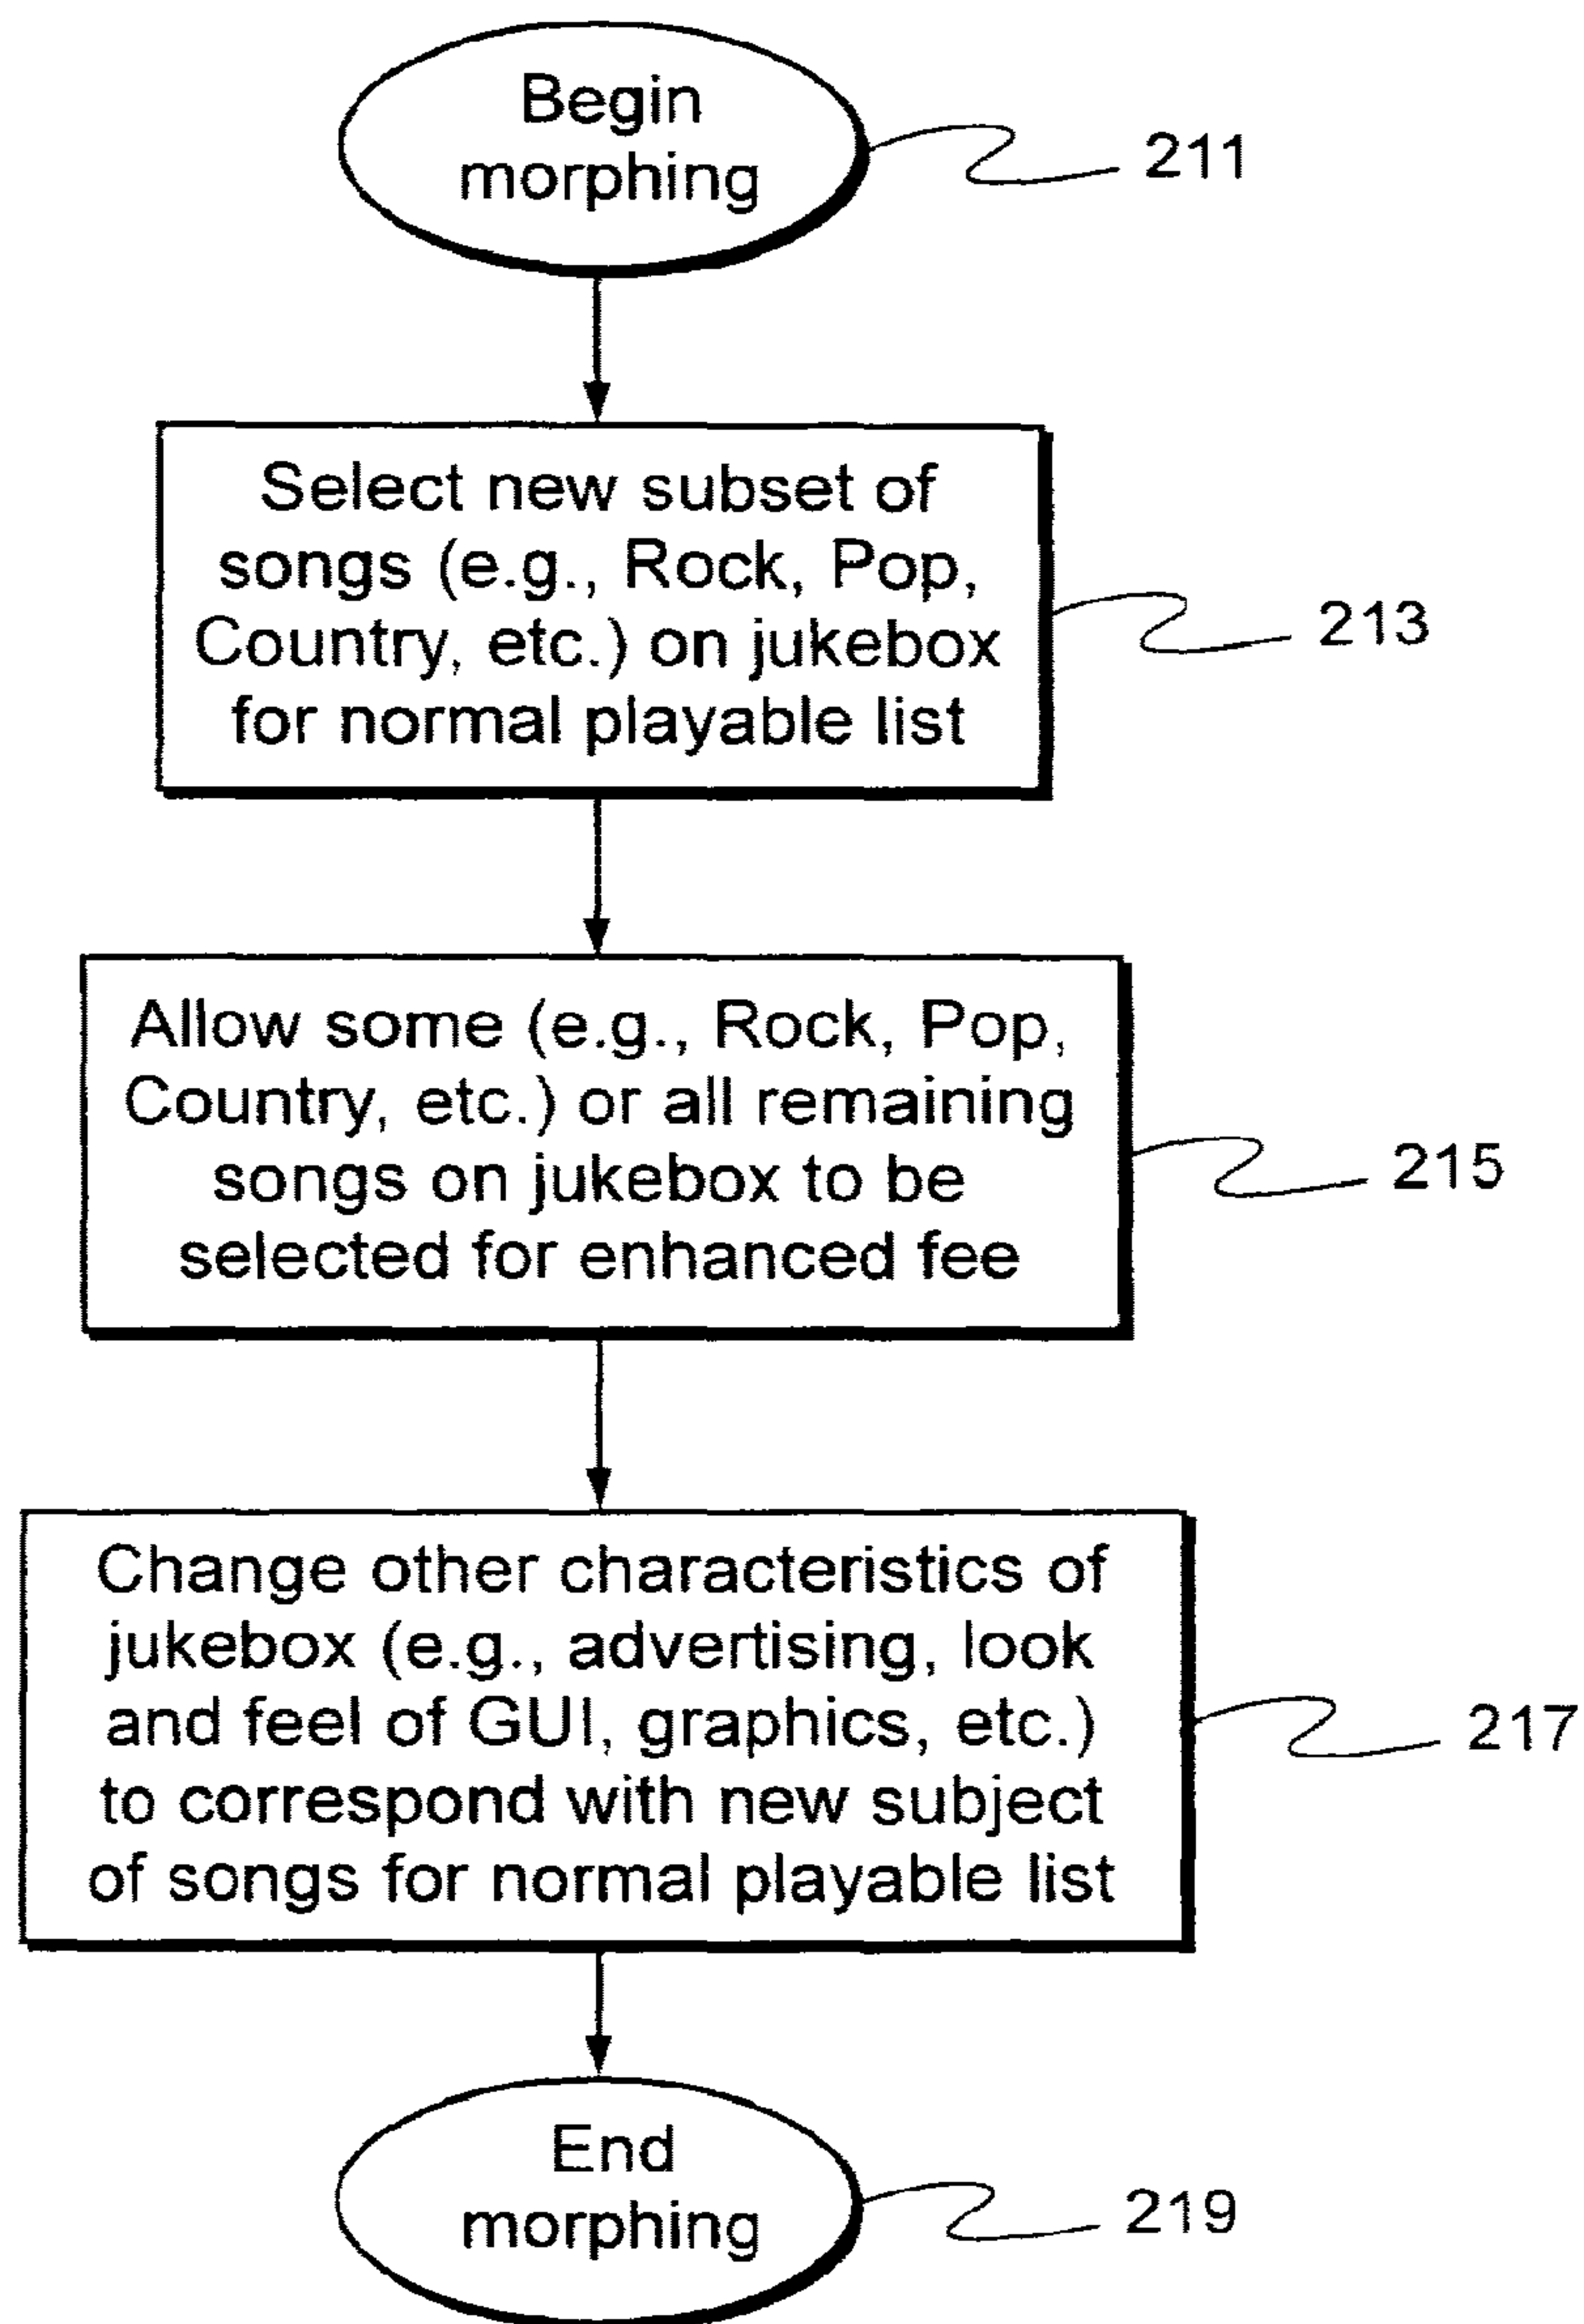 Begin
morphing
211
Select new subset of
songs (e.g., Rock, Pop,
Country, etc.) on jukebox
for normal playable list
213
Allow some (e.g., Rock, Pop,
Country, etc.) or all remaining
songs on jukebox to be
selected for enhanced fee
215
Change other characteristics of
jukebox (e.g., advertising, look
and feel of GUI, graphics, etc.)
to correspond with new subject
of songs for normal playable list
217
End
morphing
219